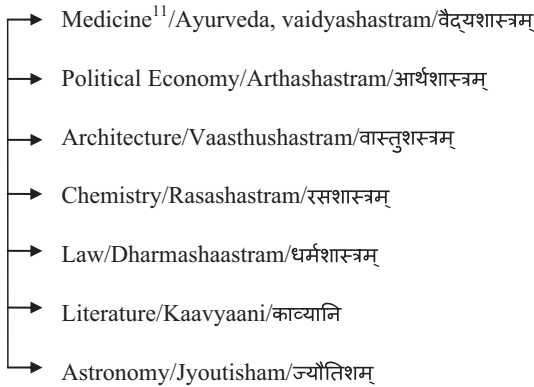 Medicine11/Ayurveda, vaidyashastram/वैद्यशास्त्रम्
Political Economy/Arthashastram/आर्थशास्त्रम्
Architecture/Vaasthushastram/वास्तुशस्त्रम्
Chemistry/Rasashastram/रसशास्त्रम्
Law/Dharmashaastram/धर्मशास्त्रम्
Literature/Kaavyaani/काव्यानि
Astronomy/Jyoutisham/ज्यौतिशम्